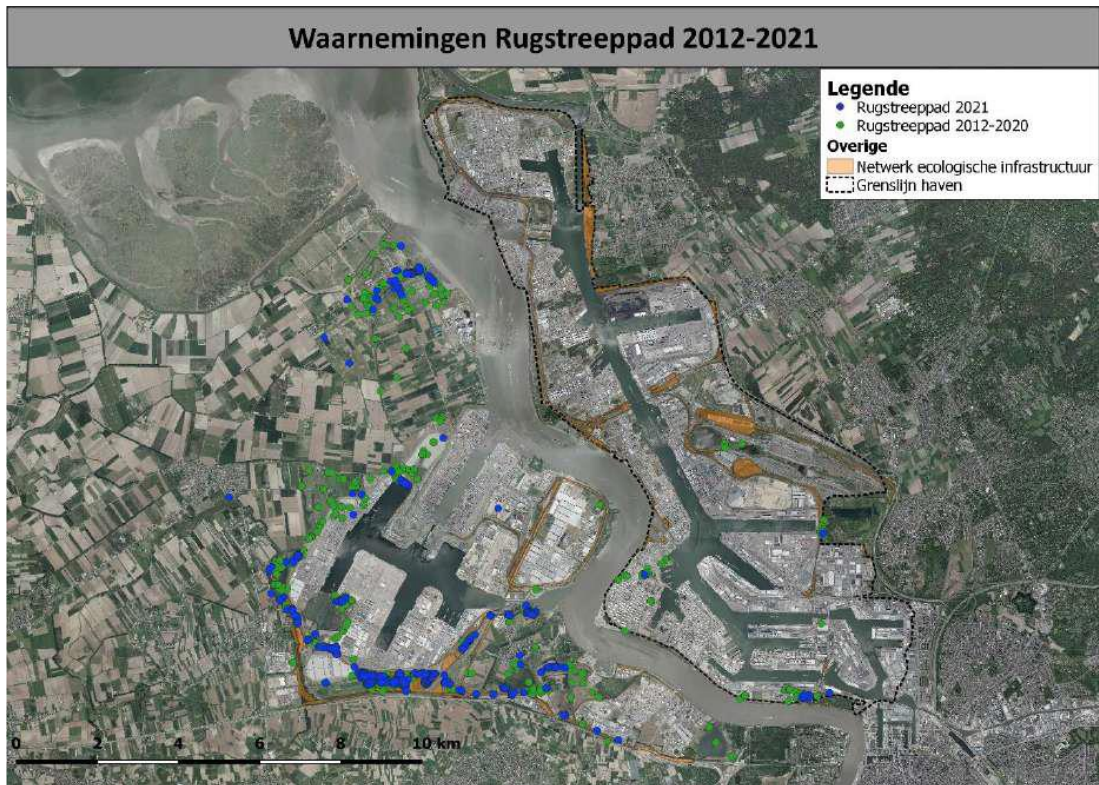 Waarnemingen Rugstreeppad 2012-2021
Legende
Rugstreeppad 2021
Rugstreeppad 2012-2020
Overige
Netwerk ecologische infrastructuur
Grenslijn haven
0 2 4 6 8 10 km